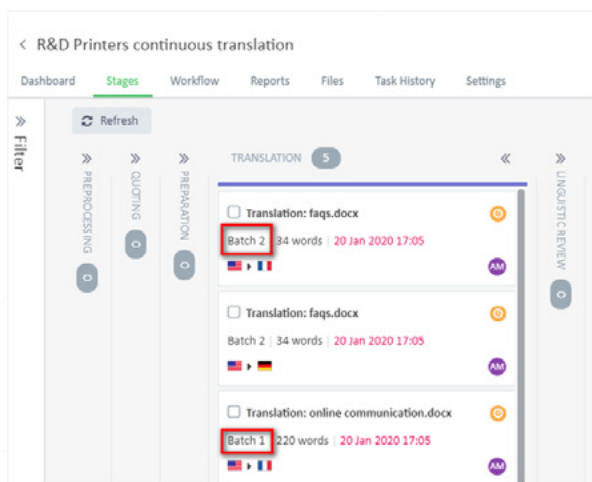 < R&D Printers continuous translation
Dashboard Stages Workflow Reports Files Task History Settings
Filter
Refresh
PREPROCESSING 0
QUOTING 0
PREPARATION 0
TRANSLATION 5
Translation: faqs.docx
Batch 2 | 34 words | 20 Jan 2020 17:05
AM
Translation: faqs.docx
Batch 2 | 34 words | 20 Jan 2020 17:05
AM
Translation: online communication.docx
Batch 1 | 220 words | 20 Jan 2020 17:05
AM
LINGUISTIC REVIEW 0